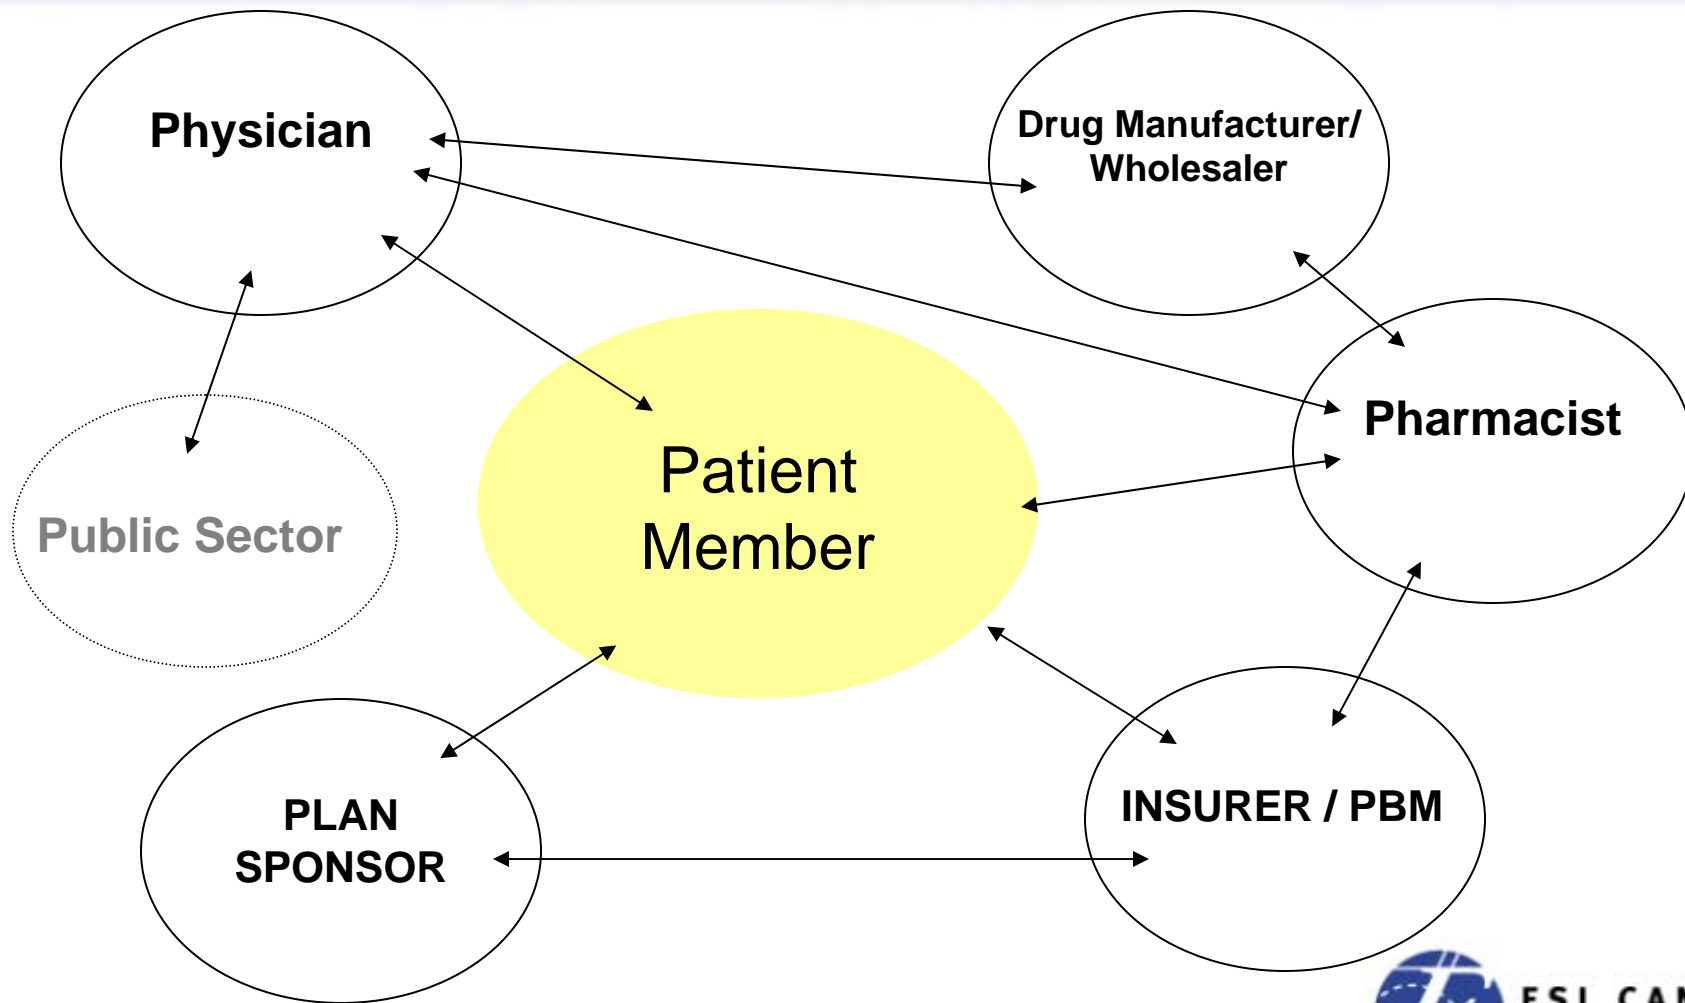 Physician
Drug Manufacturer/
Wholesaler
Pharmacist
Patient
Member
Public Sector
PLAN
SPONSOR
INSURER / PBM